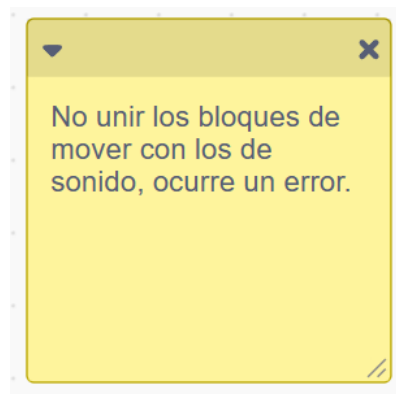 No unir los bloques de
mover con los de
sonido, ocurre un error.